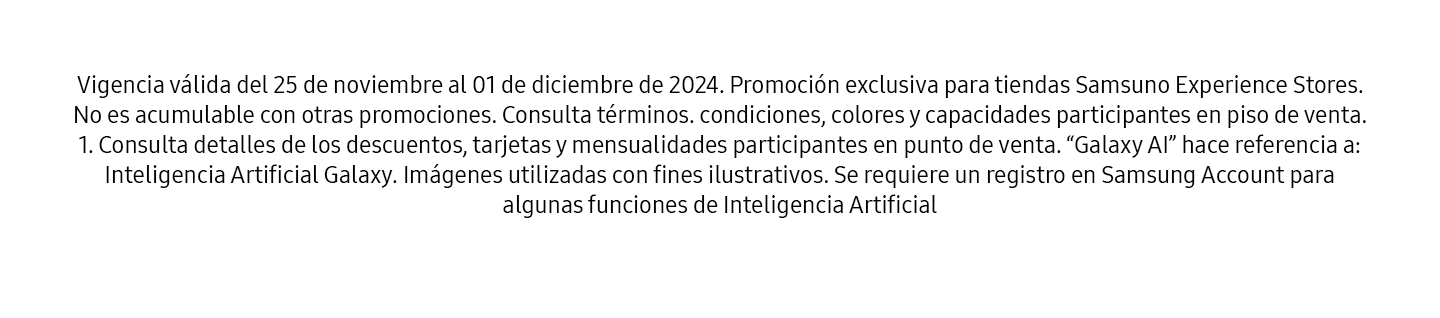 Vigencia válida del 25 de noviembre al 01 de diciembre de 2024. Promoción exclusiva para tiendas Samsuno Experience Stores.
No es acumulable con otras promociones. Consulta términos. condiciones, colores y capacidades participantes en piso de venta.
1. Consulta detalles de los descuentos, tarjetas y mensualidades participantes en punto de venta. “Galaxy AI” hace referencia a:
Inteligencia Artificial Galaxy. Imágenes utilizadas con fines ilustrativos. Se requiere un registro en Samsung Account para
algunas funciones de Inteligencia Artificial